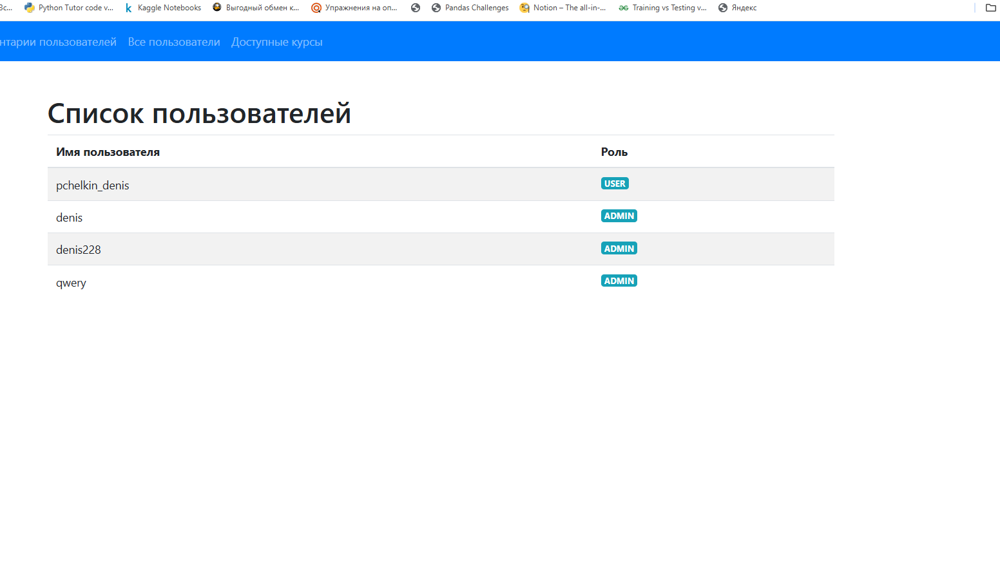 Python Tutor code v... Kaggle Notebooks Выгодный обмен к... Упражнения на оп... Pandas Challenges Notion – The all-in-... Training vs Testing v... Яндекс
нтарии пользователей Все пользователи Доступные курсы
Список пользователей
Имя пользователя Роль
pchelkin_denis USER
denis ADMIN
denis228 ADMIN
qwery ADMIN